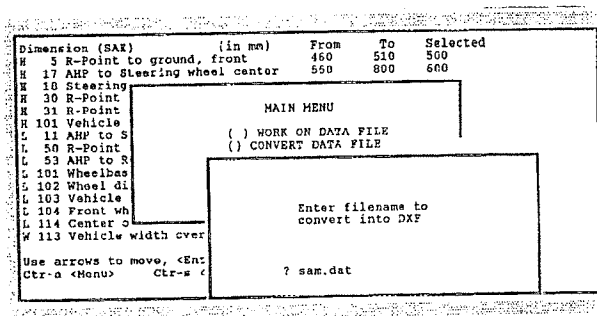 Dimension (SAE) (in mm) From To Selected
H 5 R-Point to ground, front 460 510 500
H 17 AHP to Steering wheel center 550 800 600
H 18 Steering
H 30 R-Point
H 31 R-Point
H 101 Vehicle
L 11 AHP to S
L 50 R-Point
L 53 AHP to R
L 101 Wheelbas
L 102 Wheel di
L 103 Vehicle
L 104 Front wh
L 114 Center o
W 113 Vehicle width over
Use arrows to move, <Ent
Ctr-a <Menu> Ctr-s <
MAIN MENU
( ) WORK ON DATA FILE
() CONVERT DATA FILE
Enter filename to
convert into DXF
? sam.dat